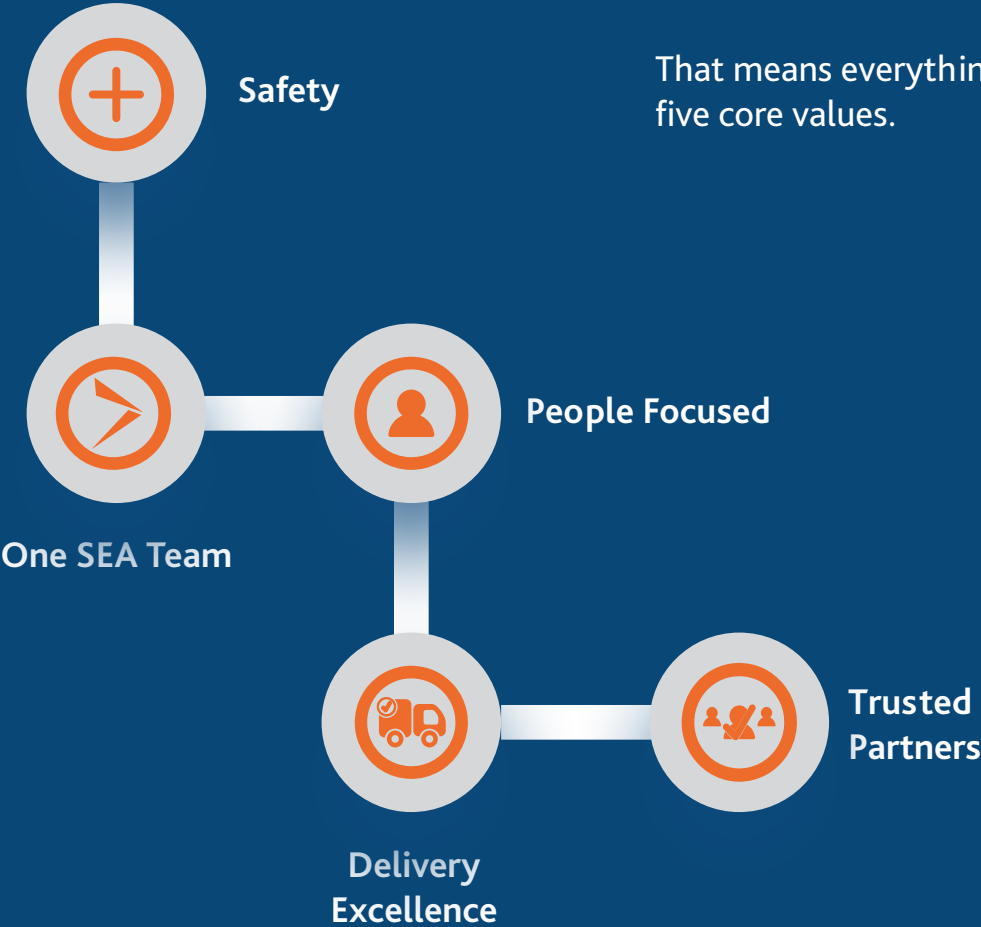 Safety
That means everythin
five core values.
People Focused
One SEA Team
Trusted
Partners
Delivery
Excellence